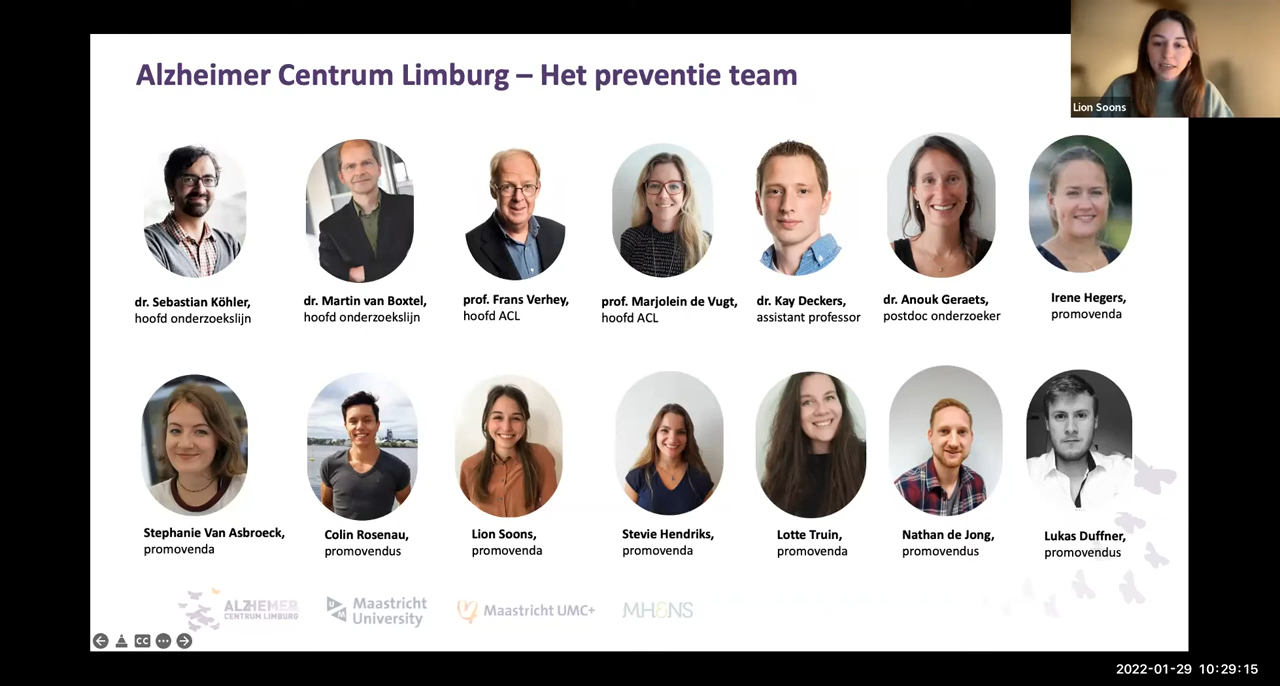 Alzheimer Centrum Limburg – Het preventie team
Lion Soons
dr. Sebastian Köhler,
hoofd onderzoekslijn
dr. Martin van Boxtel,
hoofd onderzoekslijn
prof. Frans Verhey,
hoofd ACL
prof. Marjolein de Vugt,
hoofd ACL
dr. Kay Deckers,
assistant professor
dr. Anouk Geraets,
postdoc onderzoeker
Irene Hegers,
promovenda
Stephanie Van Asbroeck,
promovenda
Colin Rosenau,
promovendus
Lion Soons,
promovenda
Stevie Hendriks,
promovenda
Lotte Truin,
promovenda
Nathan de Jong,
promovendus
Lukas Duffner,
promovendus
ALZHEIMER
CENTRUM LIMBURG
UM
Maastricht
University
Maastricht UMC+
MHeNS
CC
2022-01-29 10:29:15